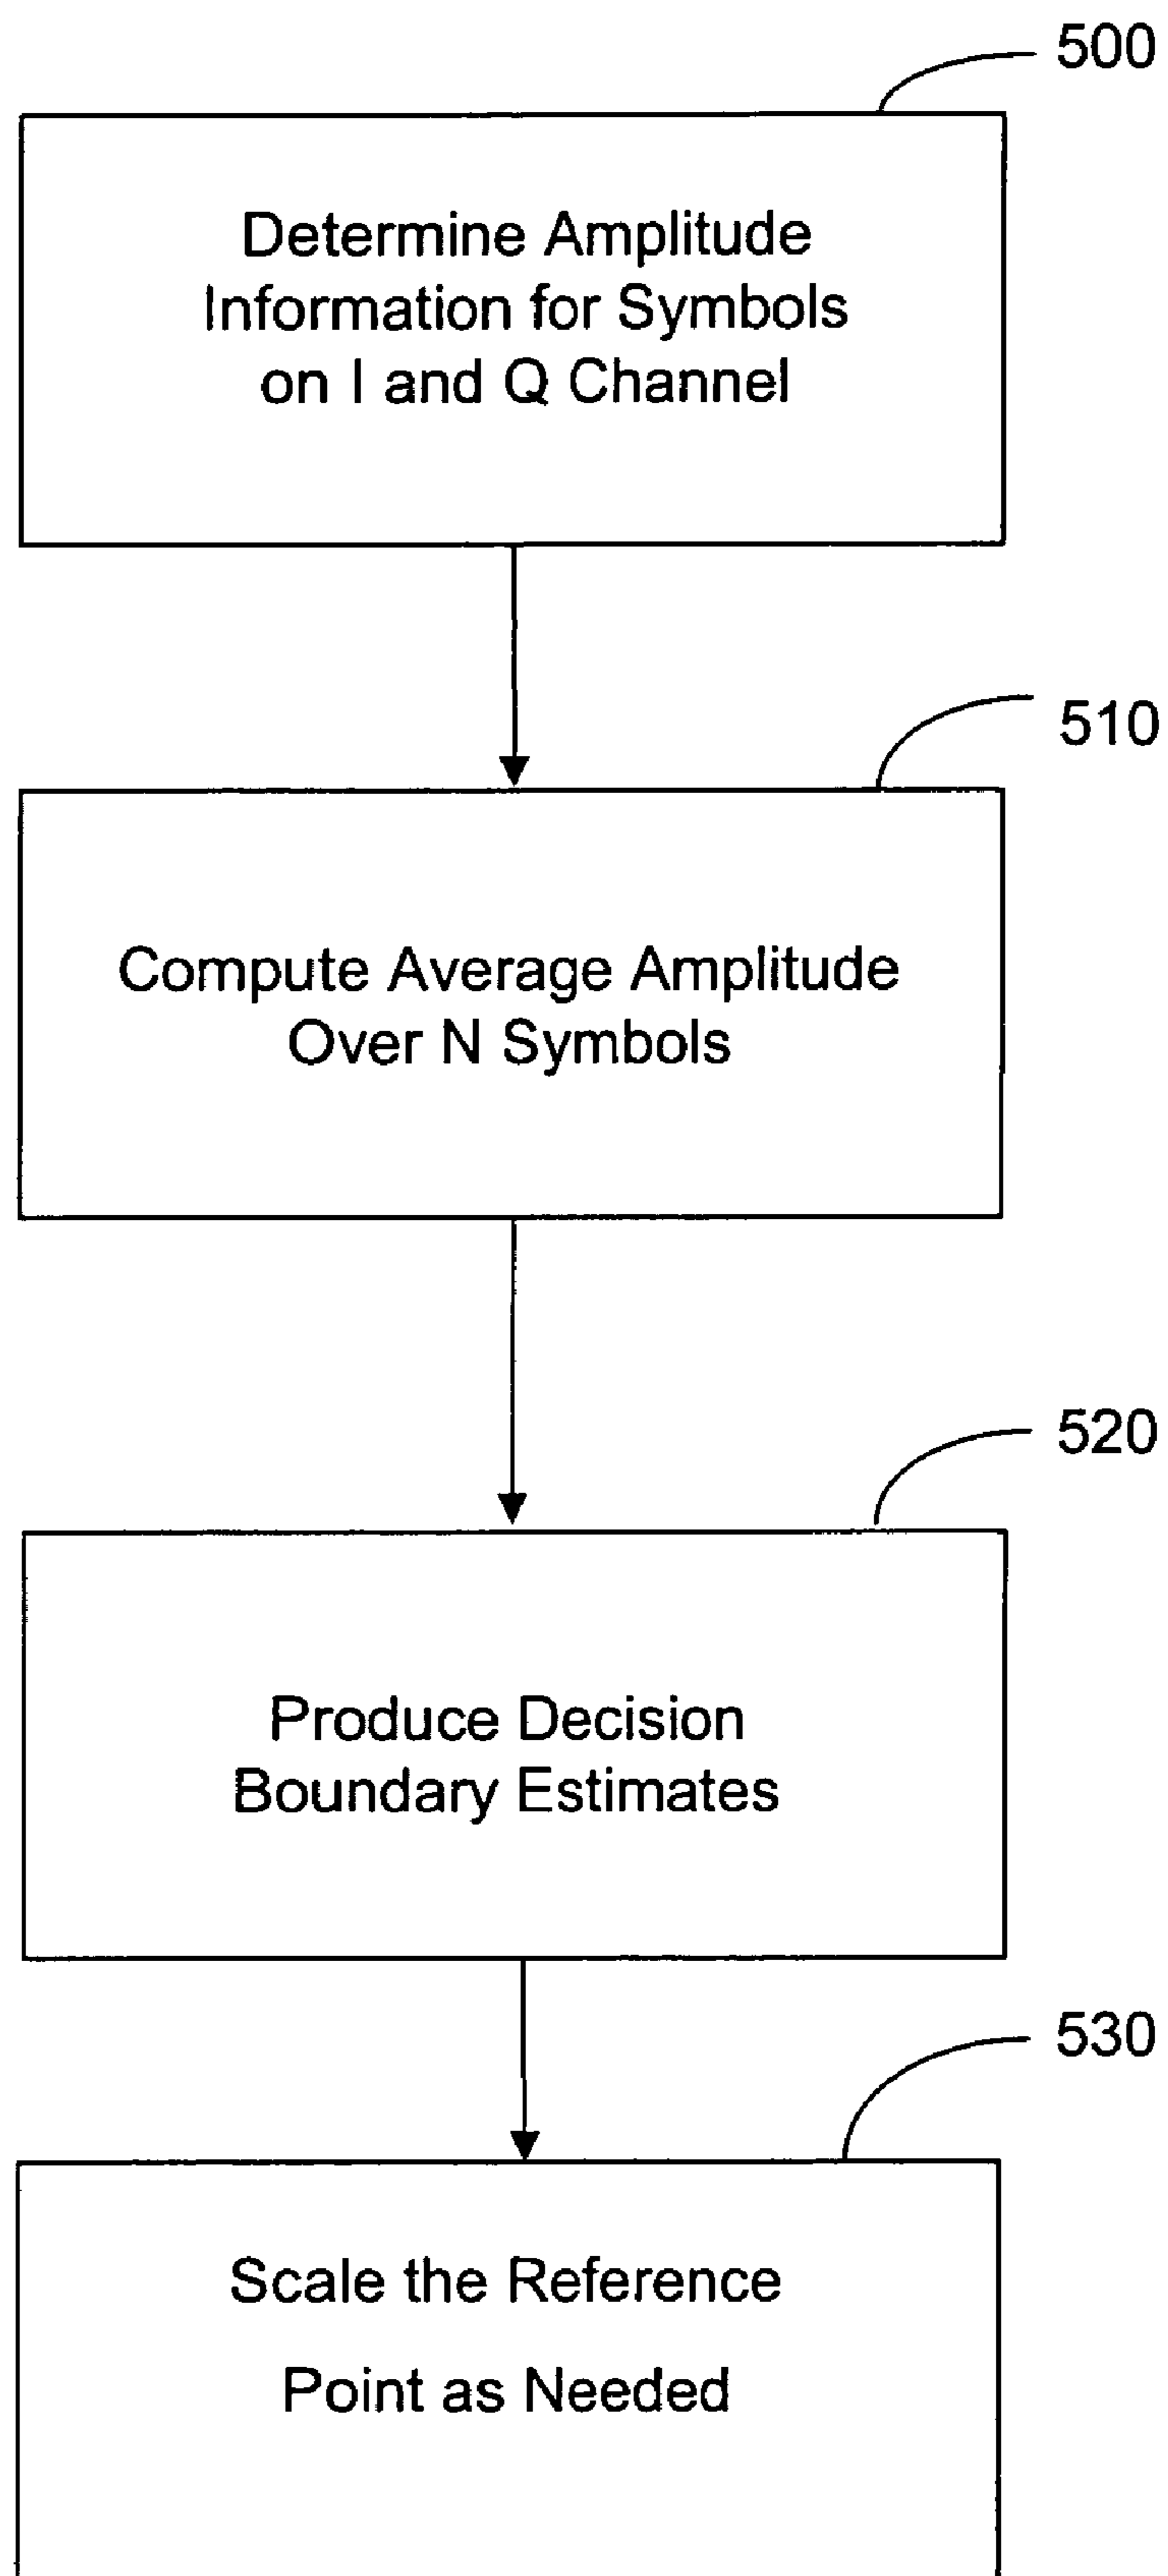 500
Determine Amplitude
Information for Symbols
on I and Q Channel
510
Compute Average Amplitude
Over N Symbols
520
Produce Decision
Boundary Estimates
530
Scale the Reference
Point as Needed